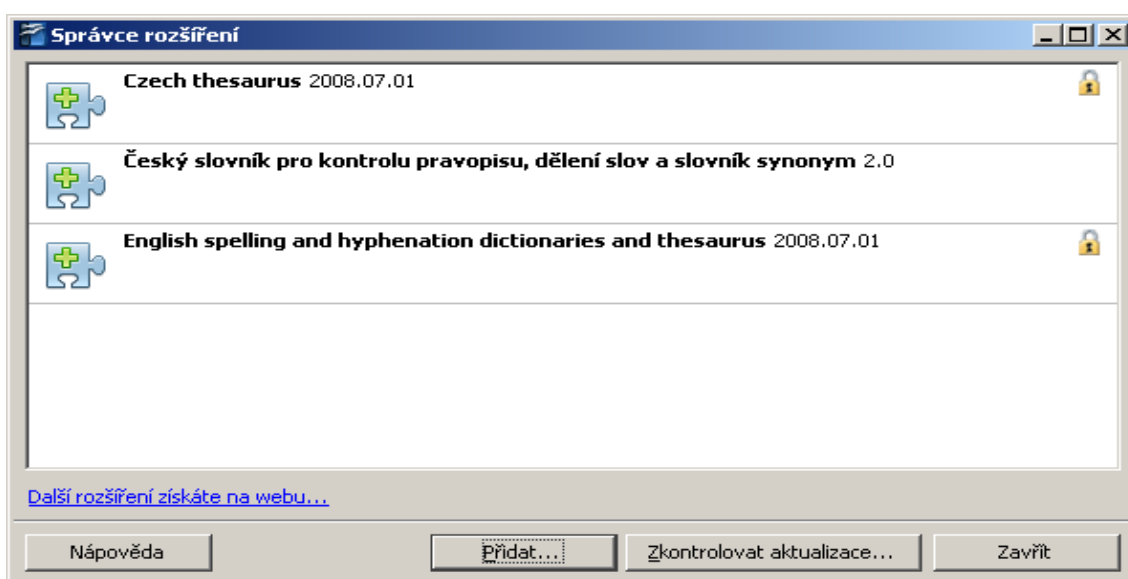 Správce rozšíření
Czech thesaurus 2008.07.01
Český slovník pro kontrolu pravopisu, dělení slov a slovník synonym 2.0
English spelling and hyphenation dictionaries and thesaurus 2008.07.01
Další rozšíření získáte na webu...
Nápověda Přidat... Zkontrolovat aktualizace... Zavřít